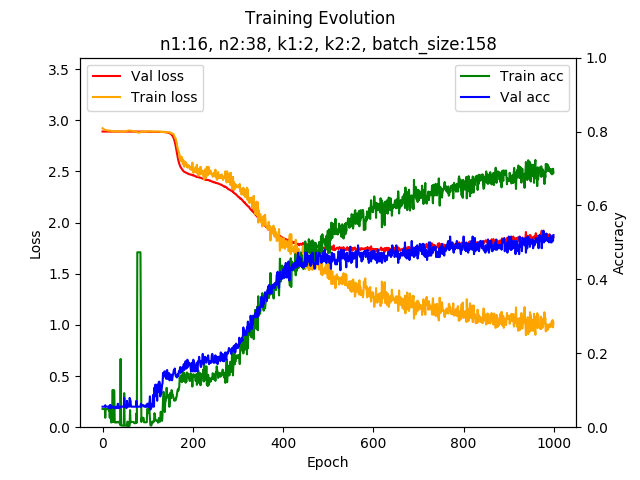 Training Evolution
n1:16, n2:38, k1:2, k2:2, batch_size:158
Val loss
Train loss
Train acc
Val acc
3.5
3.0
2.5
2.0
1.5
1.0
0.5
0.0
Loss
1.0
0.8
0.6
0.4
0.2
0.0
Accuracy
0
200
400
600
800
1000
Epoch